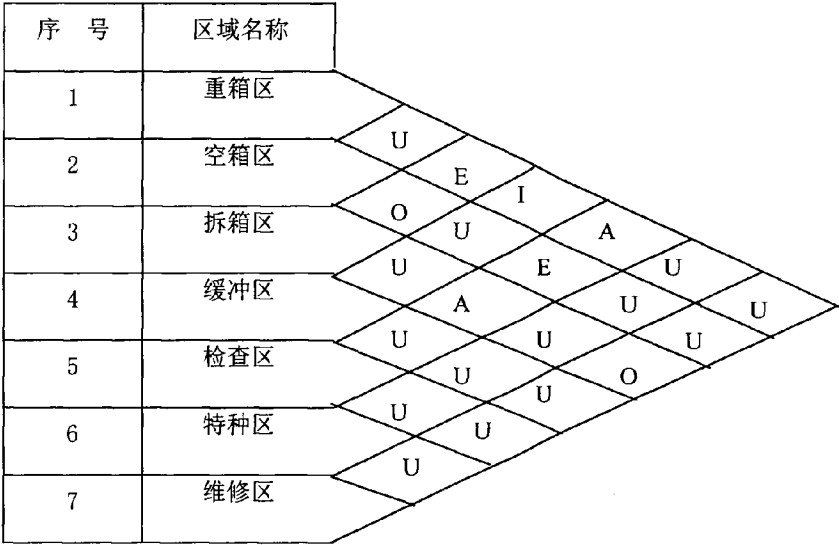 序 号 区域名称
1 重箱区
U
2 空箱区
E I
3 拆箱区 O U A
U E U
4 缓冲区 A U U
U U U
5 检查区 U O
U
6 特种区 U U
U
7 维修区